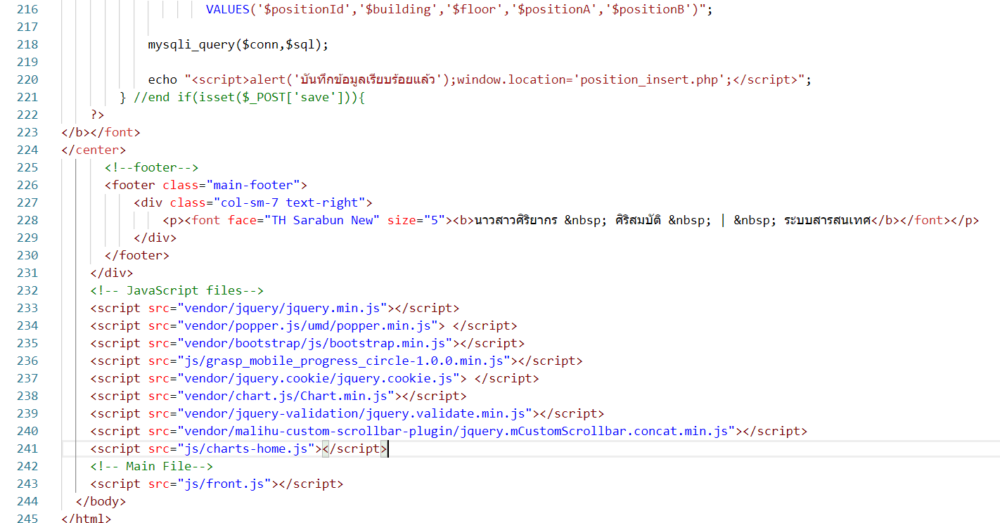 216 VALUES('$positionId','$building','$floor','$positionA','$positionB')";
217
218 mysqli_query($conn,$sql);
219
220 echo "<script>alert('บันทึกข้อมูลเรียบร้อยแล้ว');window.location='position_insert.php';</script>";
221 } //end if(isset($_POST['save'])){
222 ?>
223 </b></font>
224 </center>
225 <!--footer-->
226 <footer class="main-footer">
227 <div class="col-sm-7 text-right">
228 <p><font face="TH Sarabun New" size="5"><b>นาวสาวศิริยากร &nbsp; ศิริสมบัติ &nbsp; | &nbsp; ระบบสารสนเทศ</b></font></p>
229 </div>
230 </footer>
231 </div>
232 <!-- JavaScript files-->
233 <script src="vendor/jquery/jquery.min.js"></script>
234 <script src="vendor/popper.js/umd/popper.min.js"> </script>
235 <script src="vendor/bootstrap/js/bootstrap.min.js"></script>
236 <script src="js/grasp_mobile_progress_circle-1.0.0.min.js"></script>
237 <script src="vendor/jquery.cookie/jquery.cookie.js"> </script>
238 <script src="vendor/chart.js/Chart.min.js"></script>
239 <script src="vendor/jquery-validation/jquery.validate.min.js"></script>
240 <script src="vendor/malihu-custom-scrollbar-plugin/jquery.mCustomScrollbar.concat.min.js"></script>
241 <script src="js/charts-home.js"></script>
242 <!-- Main File-->
243 <script src="js/front.js"></script>
244 </body>
245 </html>